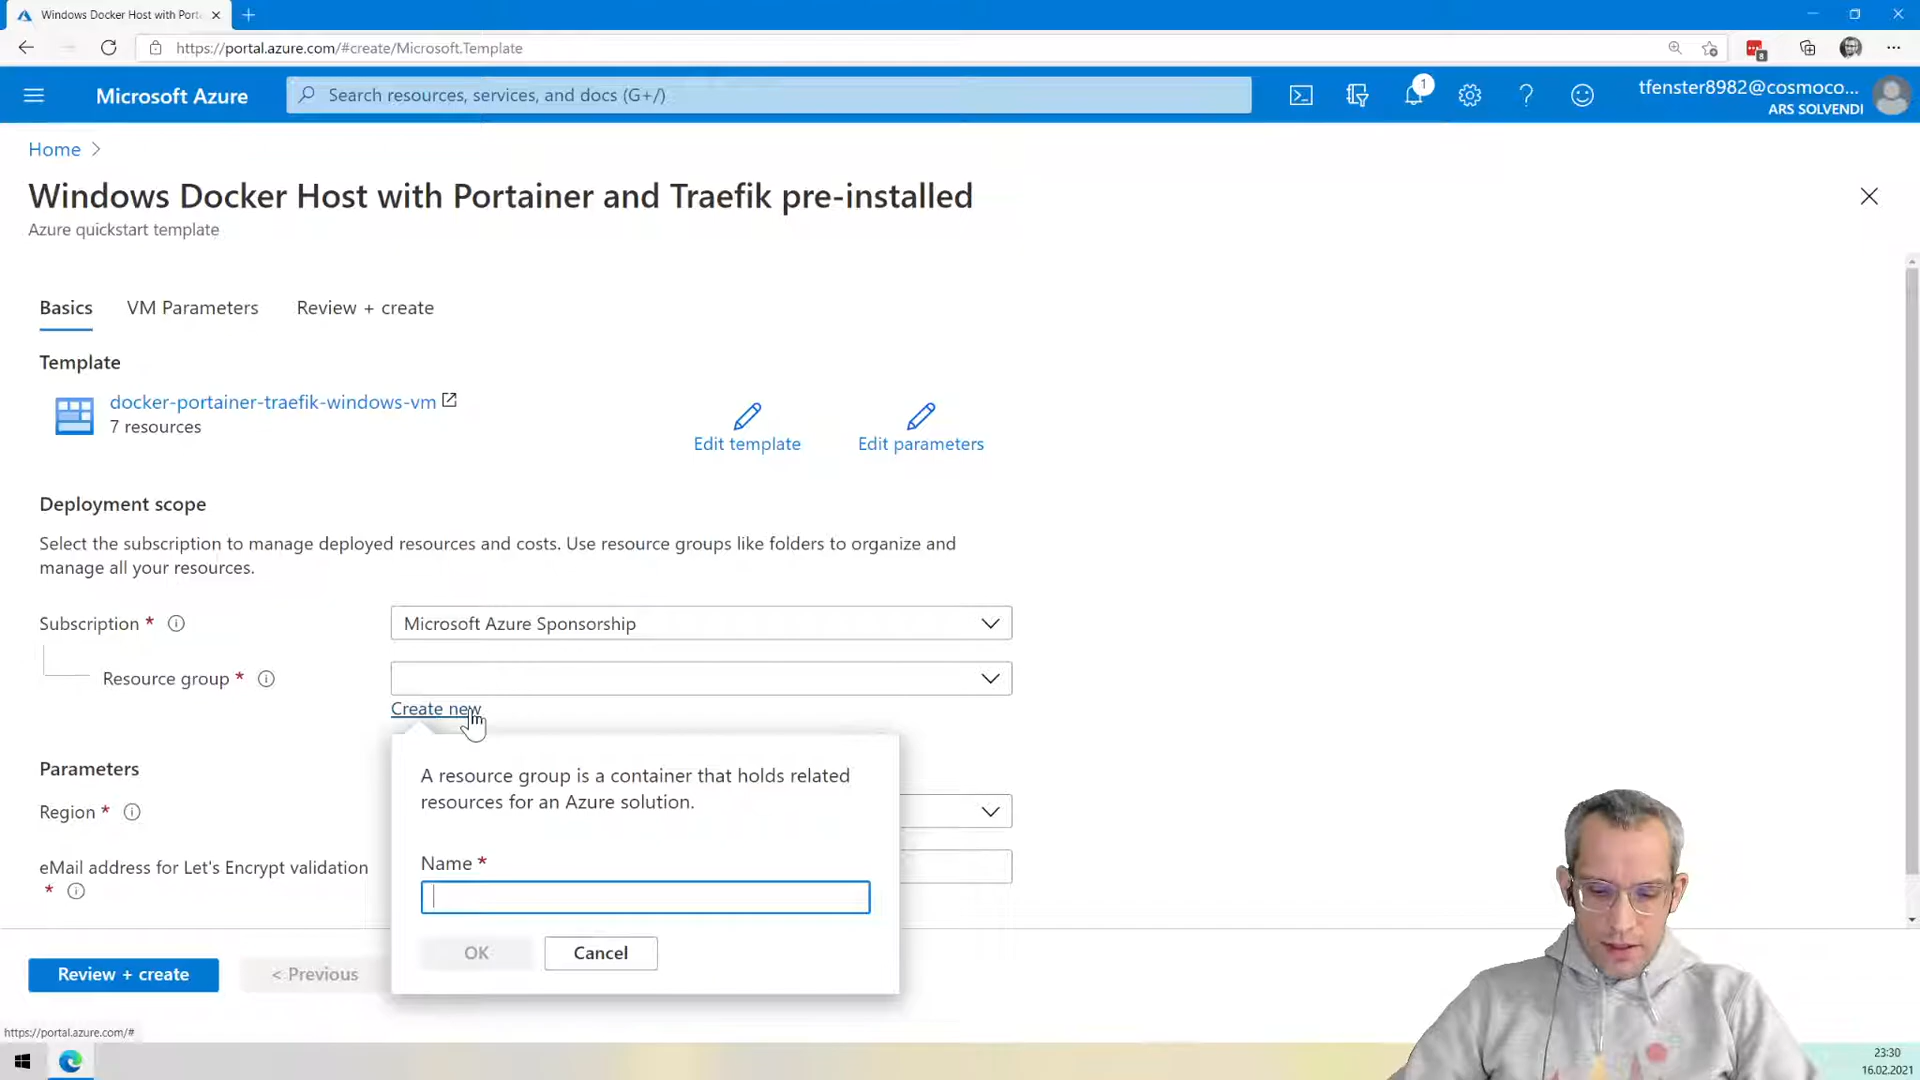 Windows Docker Host with Port
https://portal.azure.com/#create/Microsoft.Template
8
Microsoft Azure
Search resources, services, and docs (G+/)
1
tfenster8982@cosmoco...
ARS SOLVENDI
Home
Windows Docker Host with Portainer and Traefik pre-installed
Azure quickstart template
Basics
VM Parameters
Review + create
Template
docker-portainer-traefik-windows-vm
7 resources
Edit template
Edit parameters
Deployment scope
Select the subscription to manage deployed resources and costs. Use resource groups like folders to organize and
manage all your resources.
Subscription *
Microsoft Azure Sponsorship
Resource group *
Create new
A resource group is a container that holds related
resources for an Azure solution.
Name *
OK
Cancel
Parameters
Region *
eMail address for Let's Encrypt validation
*
Review + create
< Previous
https://portal.azure.com/#
23:30
16.02.2021